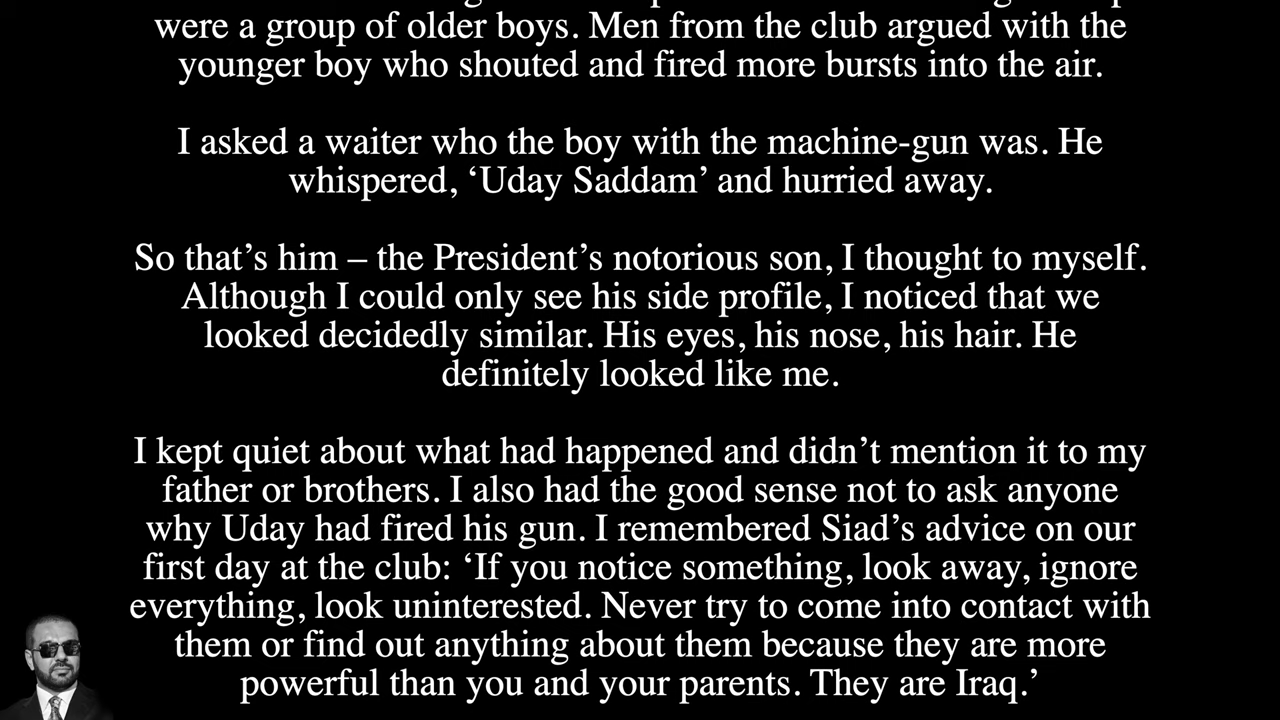 were a group of older boys. Men from the club argued with the
younger boy who shouted and fired more bursts into the air.
I asked a waiter who the boy with the machine-gun was. He
whispered, ‘Uday Saddam’ and hurried away.
So that’s him – the President’s notorious son, I thought to myself.
Although I could only see his side profile, I noticed that we
looked decidedly similar. His eyes, his nose, his hair. He
definitely looked like me.
I kept quiet about what had happened and didn’t mention it to my
father or brothers. I also had the good sense not to ask anyone
why Uday had fired his gun. I remembered Siad’s advice on our
first day at the club: ‘If you notice something, look away, ignore
everything, look uninterested. Never try to come into contact with
them or find out anything about them because they are more
powerful than you and your parents. They are Iraq.’